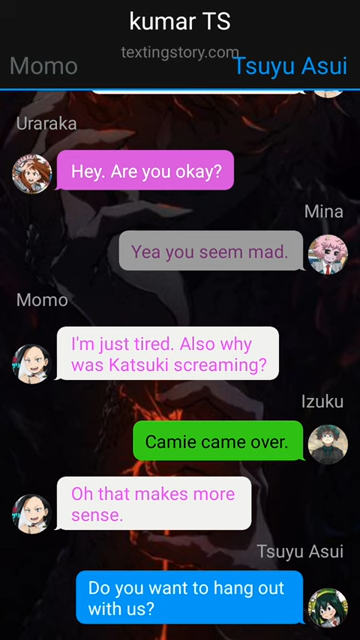 kumar TS
textingstory.com
Momo
Tsuyu Asui
Uraraka
Hey. Are you okay?
Mina
Yea you seem mad.
Momo
I'm just tired. Also why
was Katsuki screaming?
Izuku
Camie came over.
Oh that makes more
sense.
Tsuyu Asui
Do you want to hang out
with us?